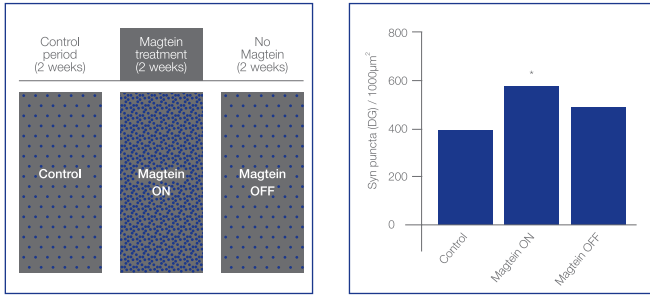 Control
period
(2 weeks)
Magtein
treatment
(2 weeks)
No
Magtein
(2 weeks)
Control
Magtein
ON
Magtein
OFF
Syn puncta (DG) / 1000µm²
800
600
400
200
0
*
Control
Magtein ON
Magtein OFF